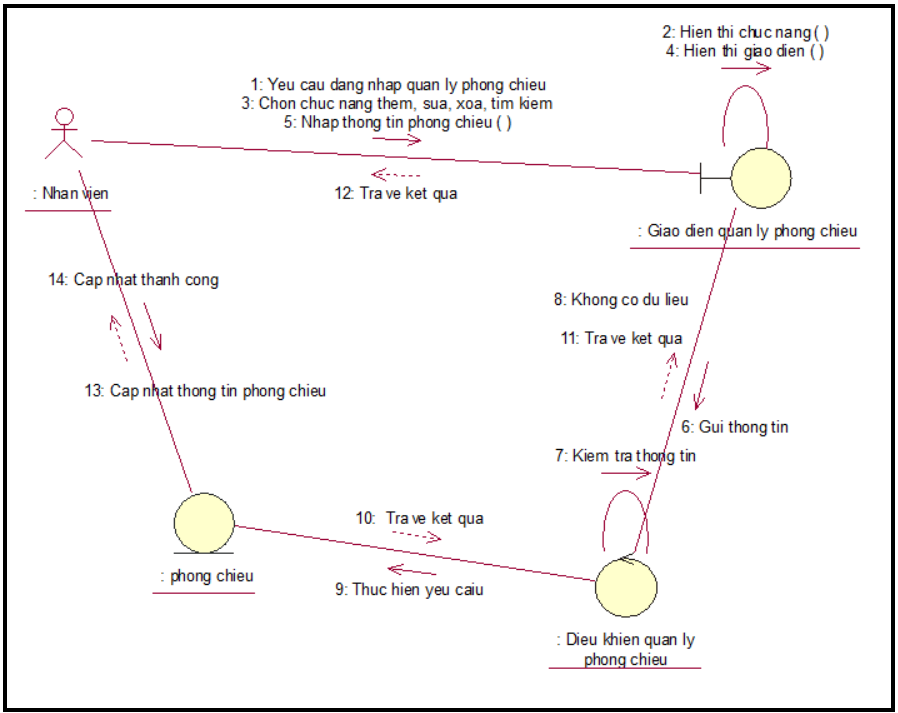 2: Hien thi chuc nang ( )
4: Hien thi giao dien ( )
1: Yeu cau dang nhap quan ly phong chieu
3: Chon chuc nang them, sua, xoa, tim kiem
5: Nhap thong tin phong chieu ( )
12: Tra ve ket qua
: Nhan vien
: Giao dien quan ly phong chieu
14: Cap nhat thanh cong
8: Khong co du lieu
11: Tra ve ket qua
13: Cap nhat thong tin phong chieu
6: Gui thong tin
7: Kiem tra thong tin
10: Tra ve ket qua
: phong chieu
9: Thuc hien yeu caiu
: Dieu khien quan ly
phong chieu